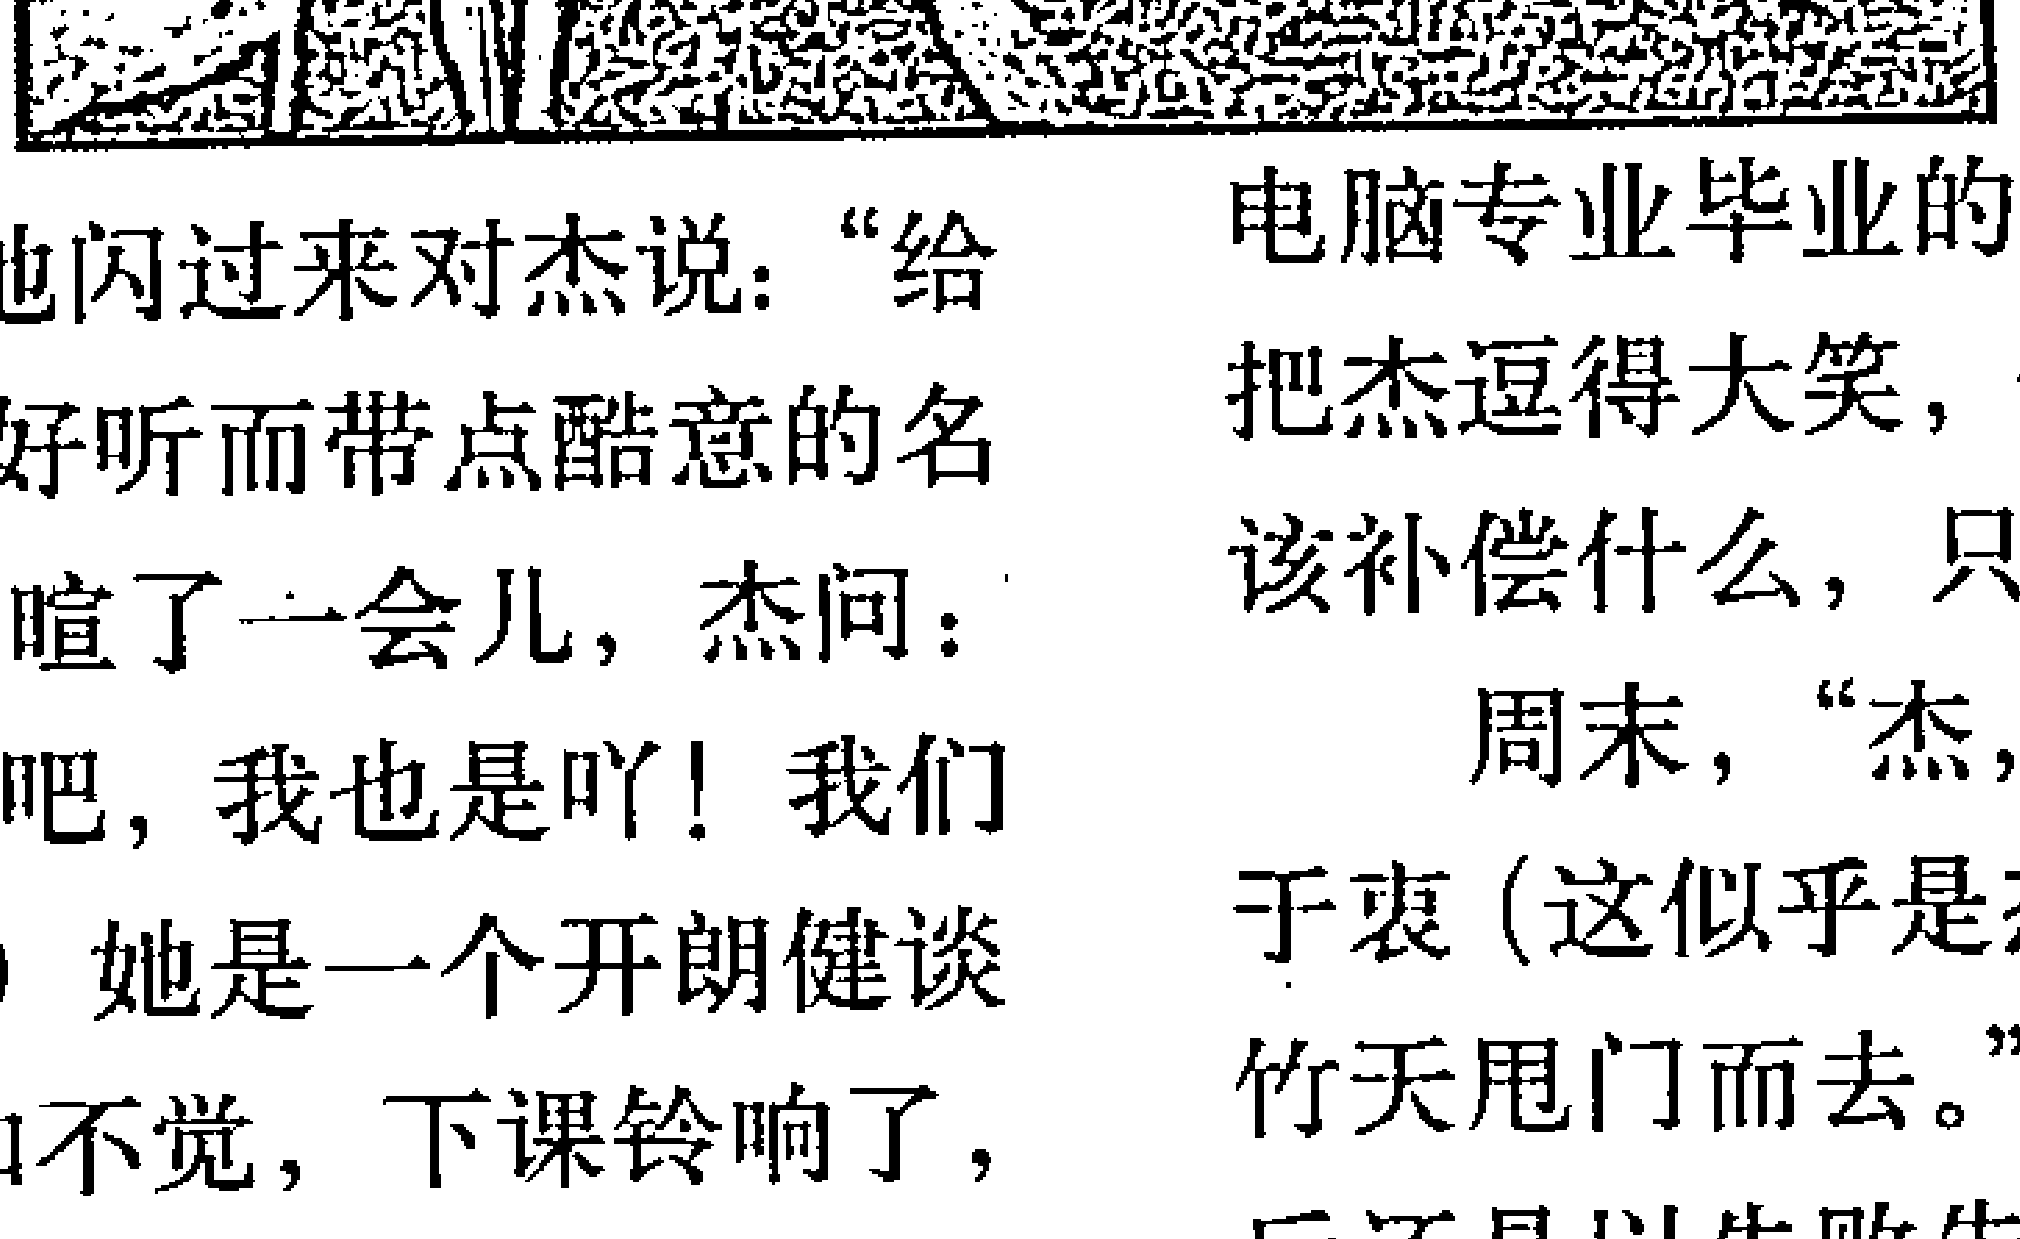 他闪过来对杰说：“给
好听而带点酷意的名
喧了一会儿，杰问：
吧，我也是吖！我们
）她是一个开朗健谈
不觉，下课铃响了，
电脑专业毕业的
把杰逗得大笑，
该补偿什么，只
周末，“杰，
于衷（这似乎是
竹天甩门而去。”